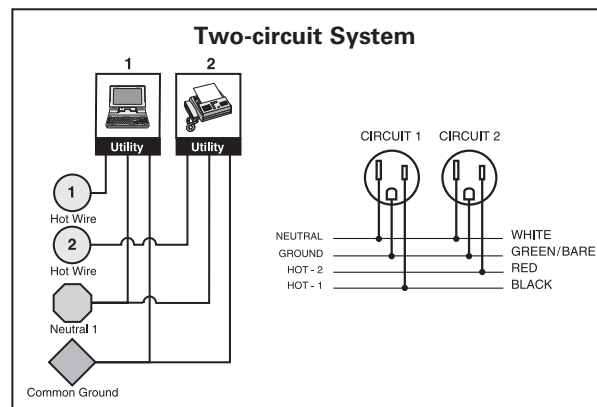 Two-circuit System
1
2
Utility
Utility
1
Hot Wire
2
Hot Wire
Neutral 1
Common Ground
CIRCUIT 1
CIRCUIT 2
NEUTRAL
WHITE
GROUND
GREEN/BARE
HOT - 2
RED
HOT - 1
BLACK